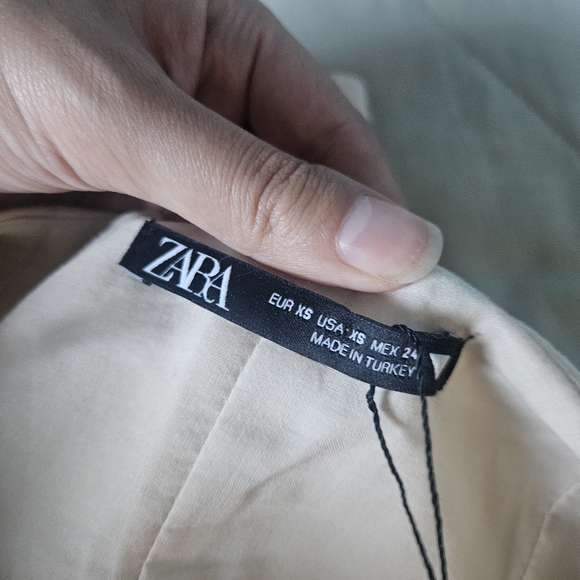 ZARA
EUR XS USA XS MEX 24
MADE IN TURKEY